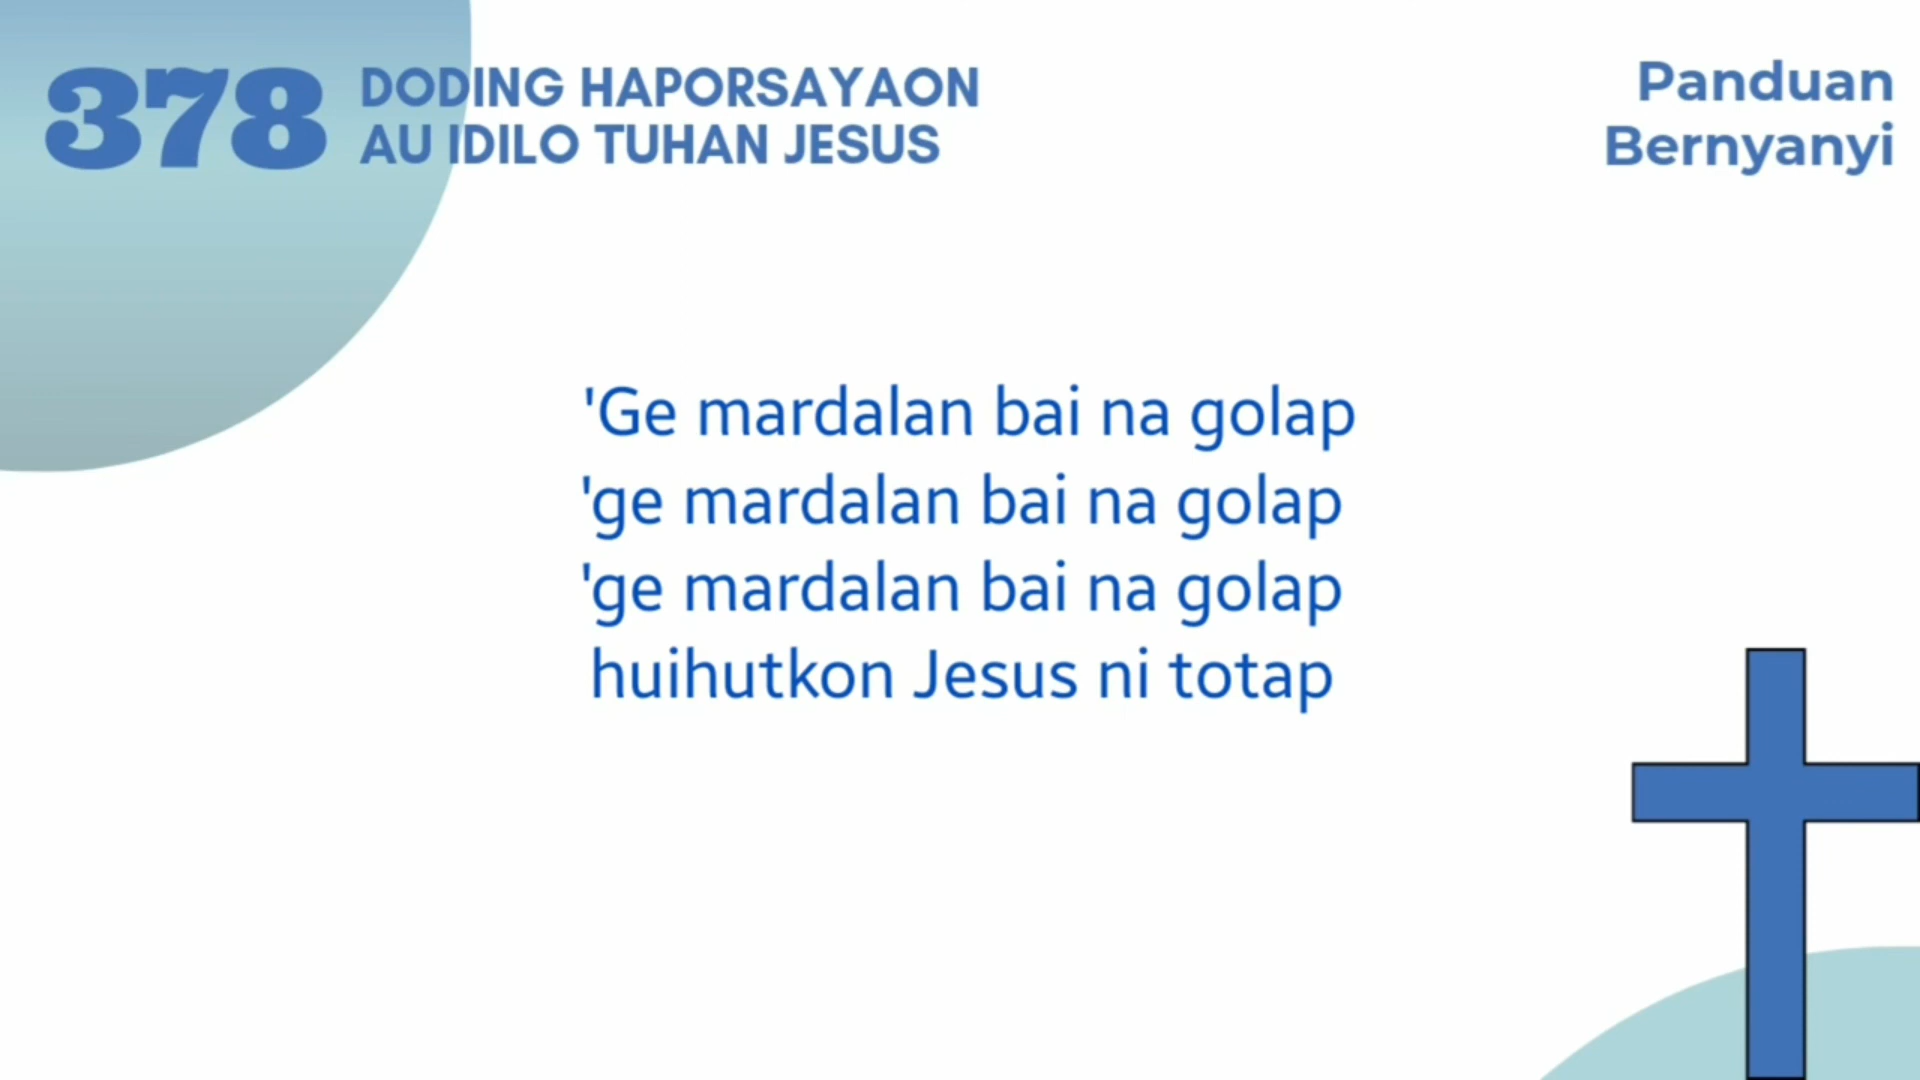 378
DODING HAPORSAYAON
AU IDILO TUHAN JESUS
Panduan
Bernyanyi
'Ge mardalan bai na golap
'ge mardalan bai na golap
'ge mardalan bai na golap
huihutkon Jesus ni totap